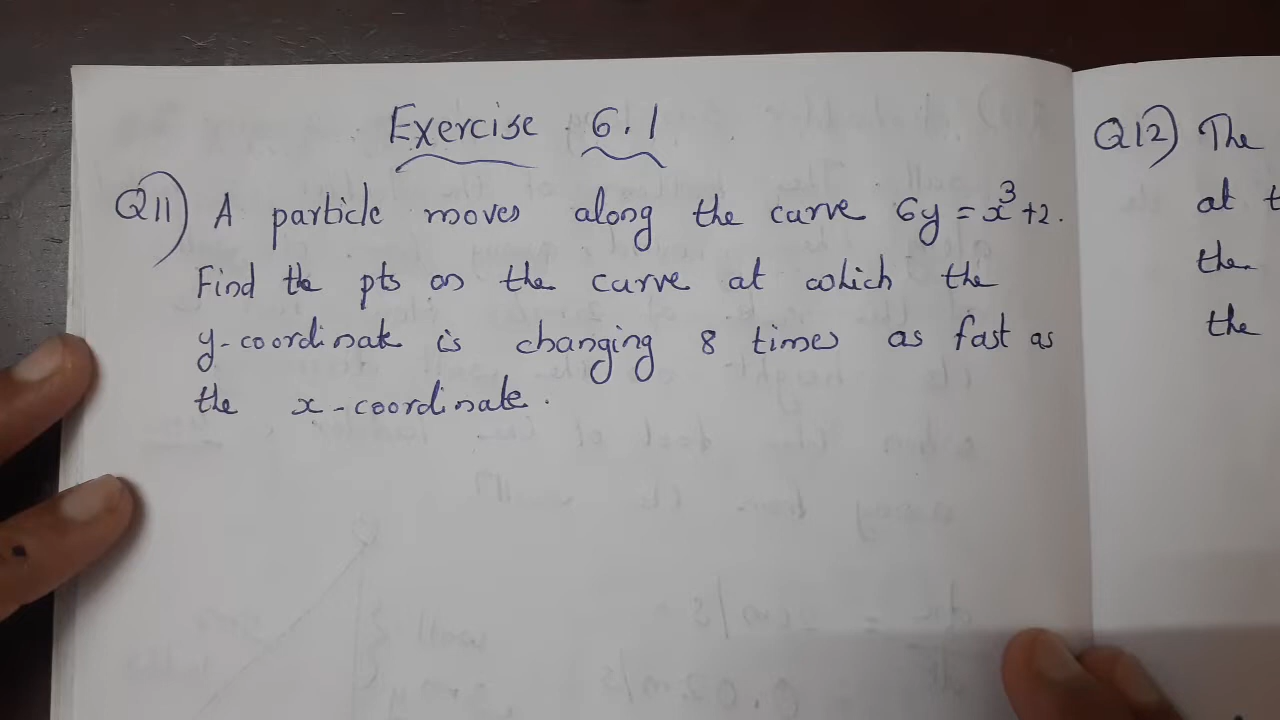 Exercise 6.1
Q11) A particle moves along the curve 6y = x³ + 2.
Find the pts on the curve at which the
y-coordinate is changing 8 times as fast as
the x-coordinate.
Q12) The
at t
the
the